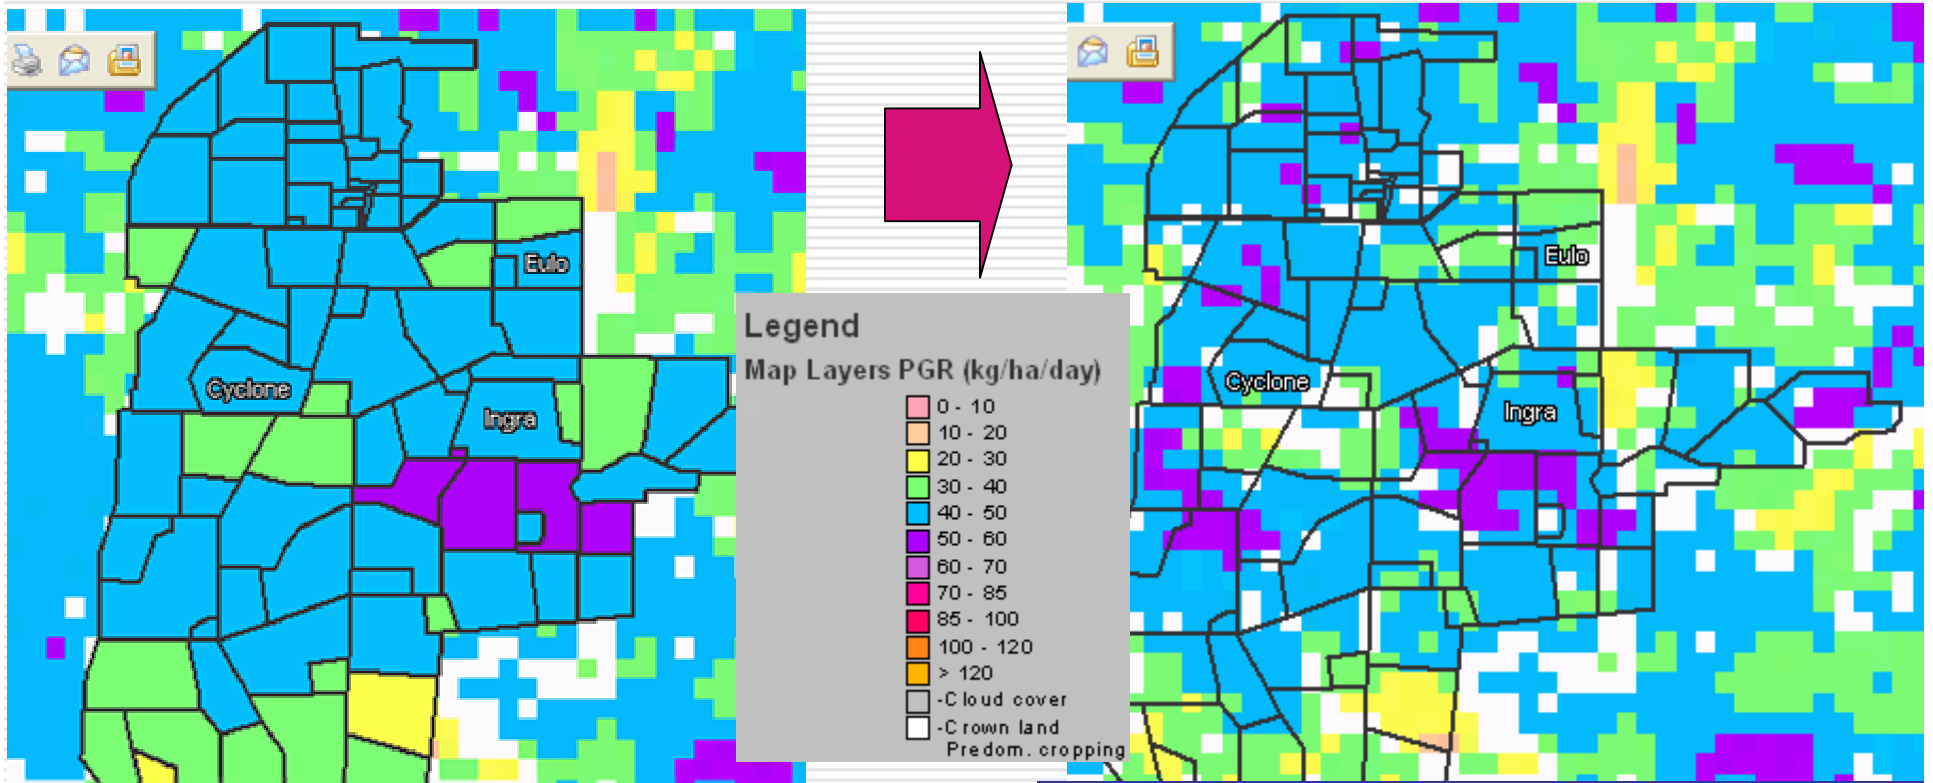 Eulo
Cyclone
Ingra
Legend
Map Layers PGR (kg/ha/day)
0 - 10
10 - 20
20 - 30
30 - 40
40 - 50
50 - 60
60 - 70
70 - 85
85 - 100
100 - 120
> 120
-Cloud cover
-Crown land
Predom. cropping
Eulo
Cyclone
Ingra